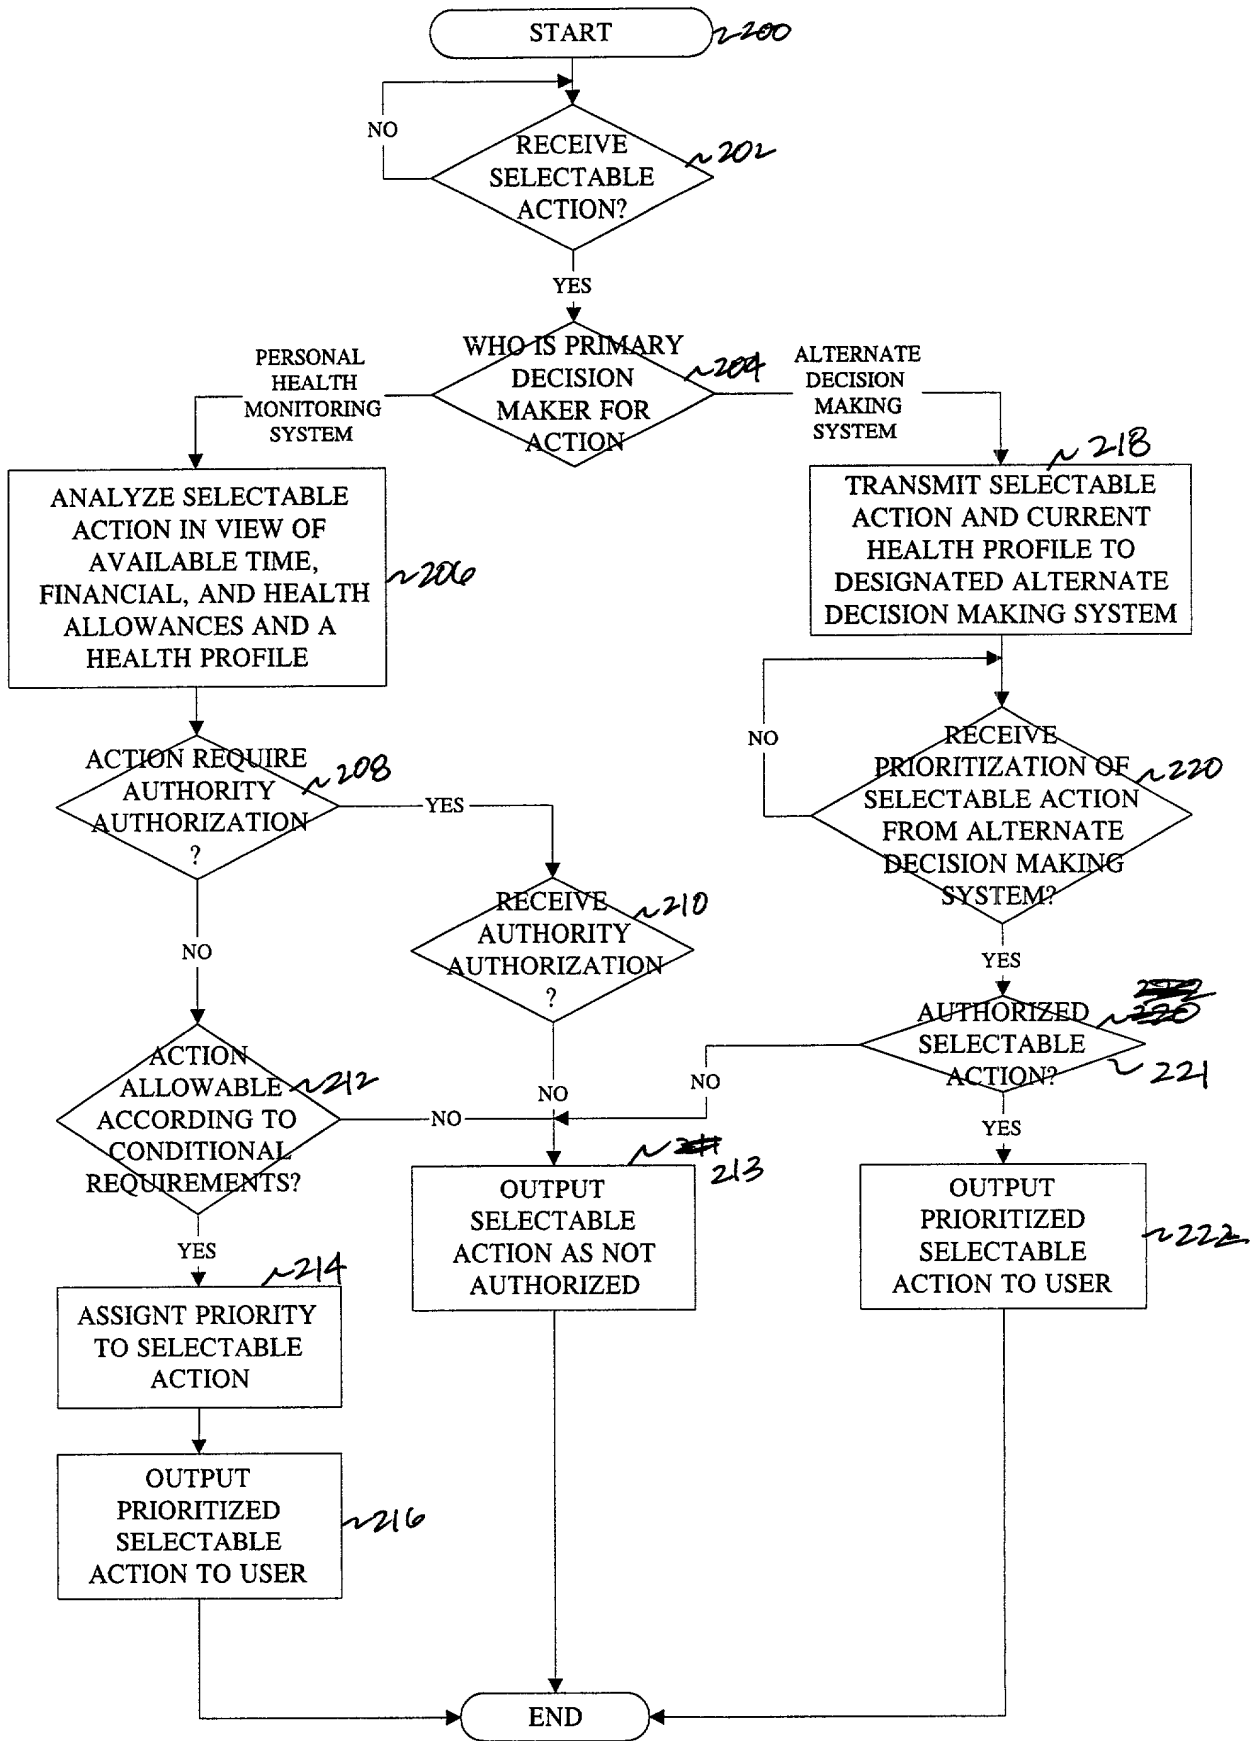 START
~200
NO
RECEIVE
SELECTABLE
ACTION?
~202
YES
WHO IS PRIMARY
DECISION
MAKER FOR
ACTION
~204
PERSONAL
HEALTH
MONITORING
SYSTEM
ALTERNATE
DECISION
MAKING
SYSTEM
ANALYZE SELECTABLE
ACTION IN VIEW OF
AVAILABLE TIME,
FINANCIAL, AND HEALTH
ALLOWANCES AND A
HEALTH PROFILE
~206
~218
TRANSMIT SELECTABLE
ACTION AND CURRENT
HEALTH PROFILE TO
DESIGNATED ALTERNATE
DECISION MAKING SYSTEM
ACTION REQUIRE
AUTHORITY
AUTHORIZATION
?
~208
YES
NO
RECEIVE
PRIORITIZATION OF
SELECTABLE ACTION
FROM ALTERNATE
DECISION MAKING
SYSTEM?
~220
NO
RECEIVE
AUTHORITY
AUTHORIZATION
?
~210
YES
AUTHORIZED
SELECTABLE
ACTION?
~220
~221
NO
NO
YES
ACTION
ALLOWABLE
ACCORDING TO
CONDITIONAL
REQUIREMENTS?
~212
NO
YES
~
213
OUTPUT
SELECTABLE
ACTION AS NOT
AUTHORIZED
OUTPUT
PRIORITIZED
SELECTABLE
ACTION TO USER
~222
~214
ASSIGNT PRIORITY
TO SELECTABLE
ACTION
OUTPUT
PRIORITIZED
SELECTABLE
ACTION TO USER
~216
END